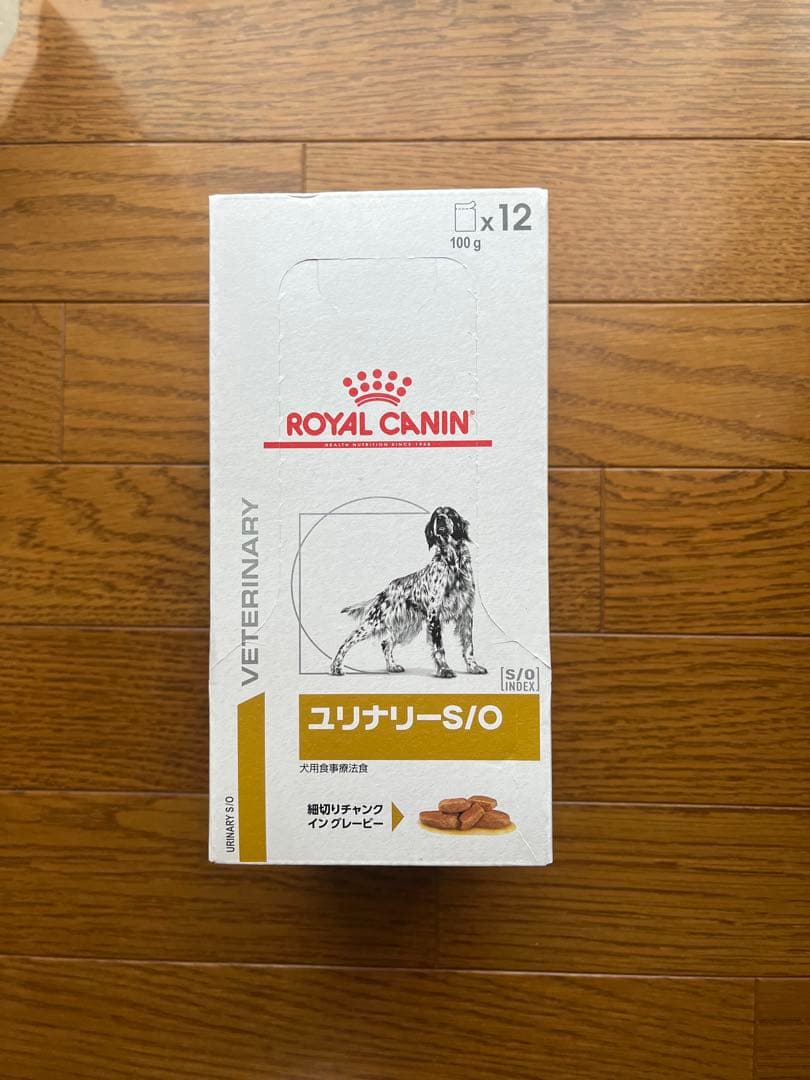 x12
100 g
ROYAL CANIN®
HEALTH NUTRITION SINCE 1968
VETERINARY
S/O
INDEX
ユリナリーS/O
犬用食事療法食
URINARY S/O
細切りチャンク
イン グレービー